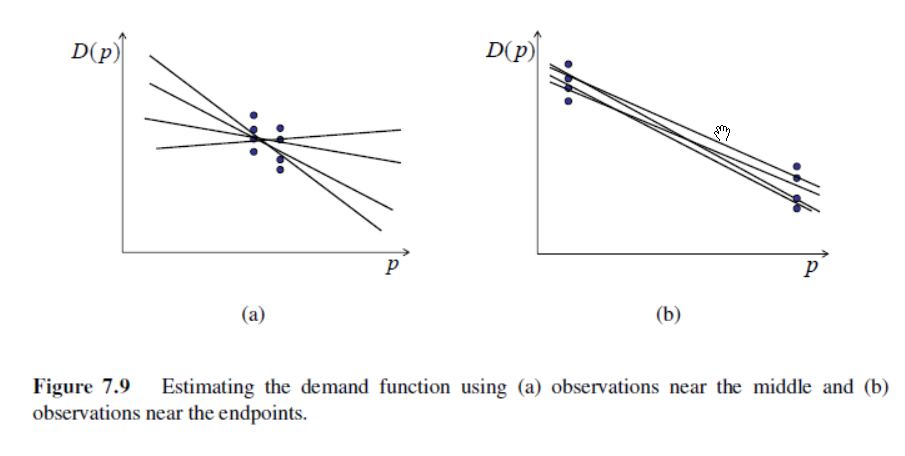 D(p)
D(p)
p
p
(a)
(b)
Figure 7.9 Estimating the demand function using (a) observations near the middle and (b)
observations near the endpoints.